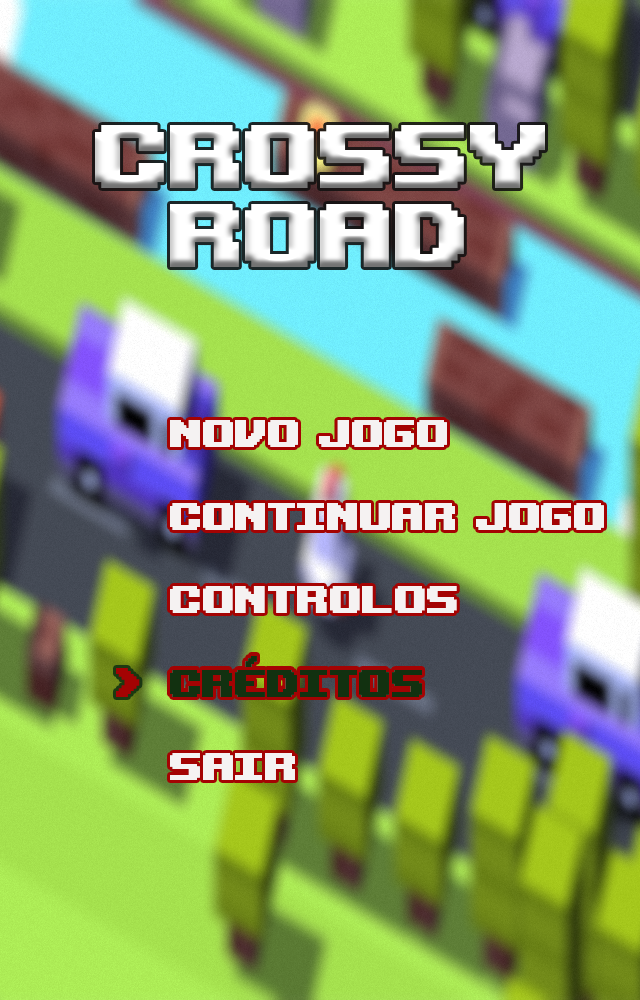 CROSSY
ROAD
NOVO JOGO
CONTINUAR JOGO
CONTROLOS
> CRÉDITOS
SAIR